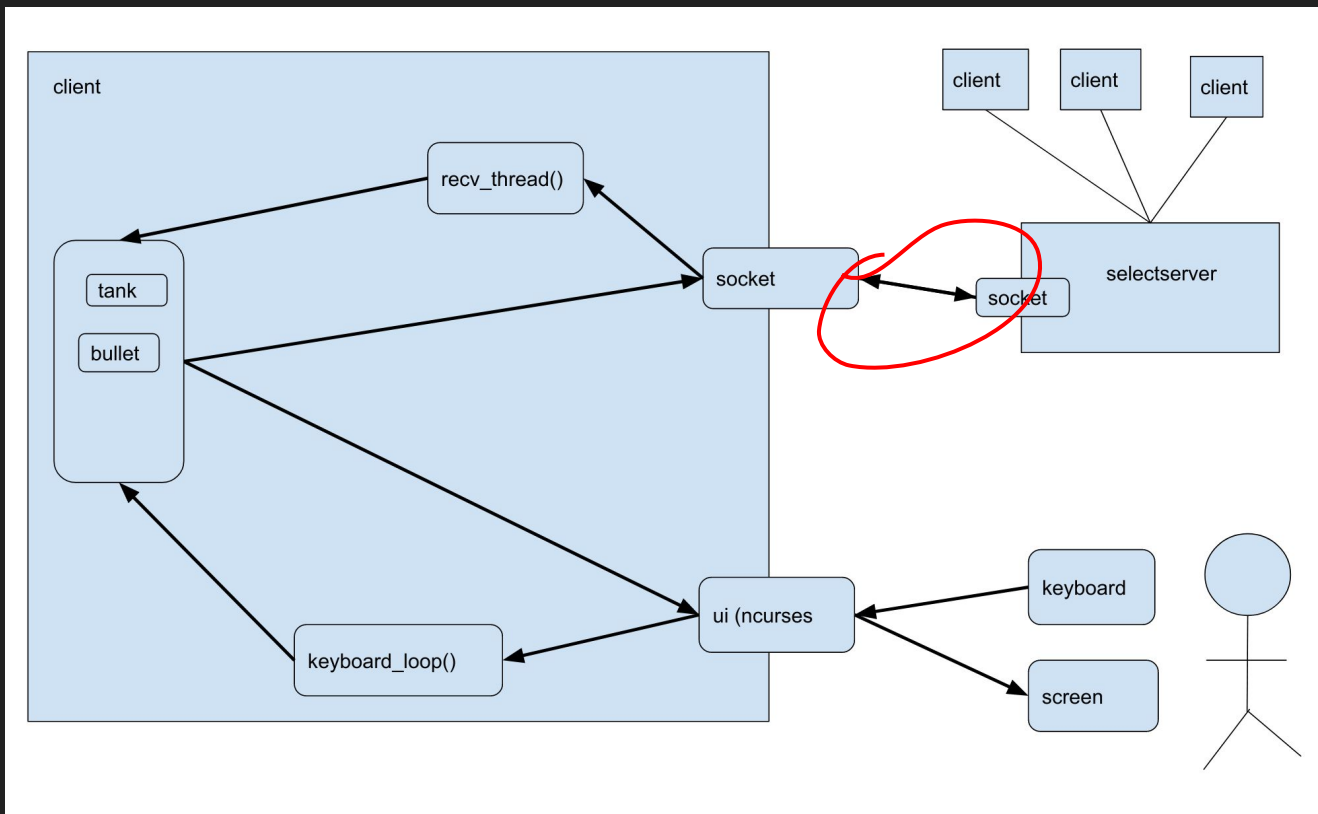 client
client
client
client
recv_thread()
selectserver
socket
socket
tank
bullet
keyboard
ui (ncurses
keyboard_loop()
screen